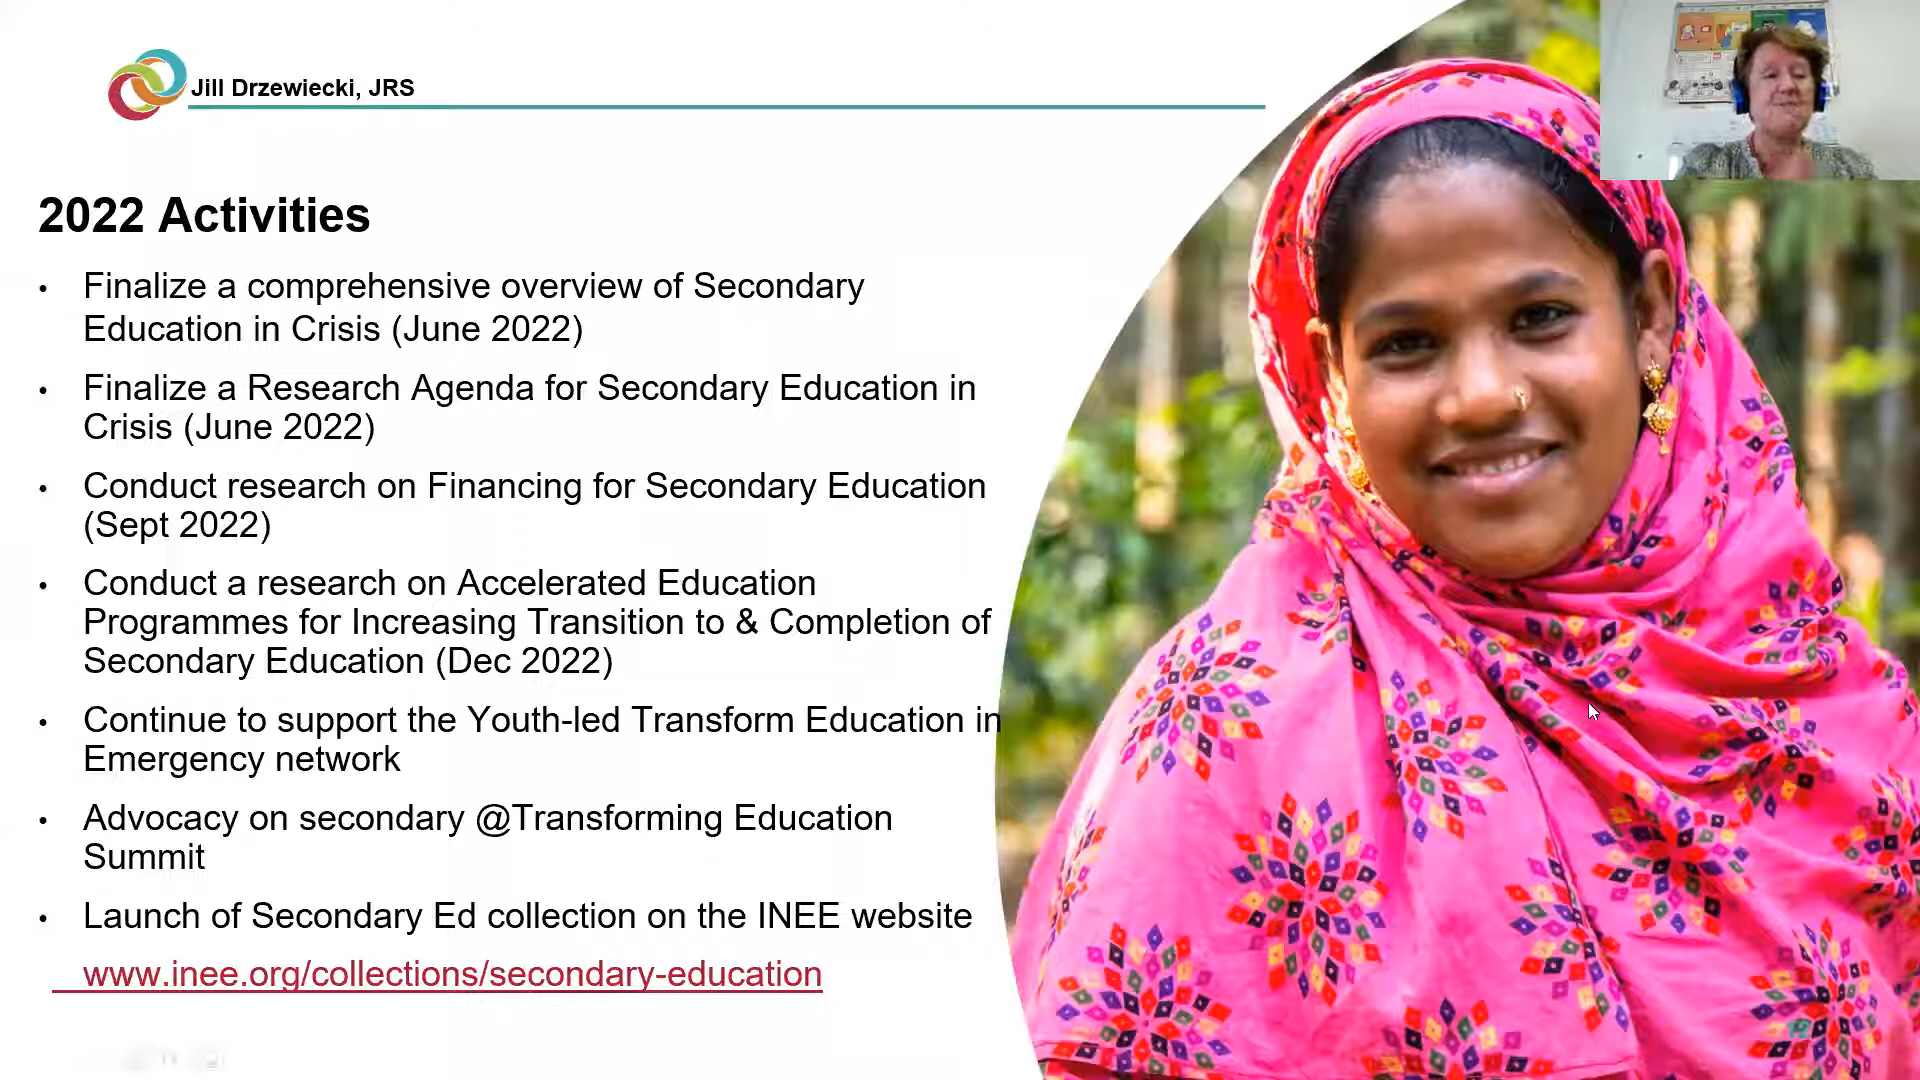 Jill Drzewiecki, JRS
2022 Activities
• Finalize a comprehensive overview of Secondary
Education in Crisis (June 2022)
• Finalize a Research Agenda for Secondary Education in
Crisis (June 2022)
• Conduct research on Financing for Secondary Education
(Sept 2022)
• Conduct a research on Accelerated Education
Programmes for Increasing Transition to & Completion of
Secondary Education (Dec 2022)
• Continue to support the Youth-led Transform Education in
Emergency network
• Advocacy on secondary @Transforming Education
Summit
• Launch of Secondary Ed collection on the INEE website
www.inee.org/collections/secondary-education
12